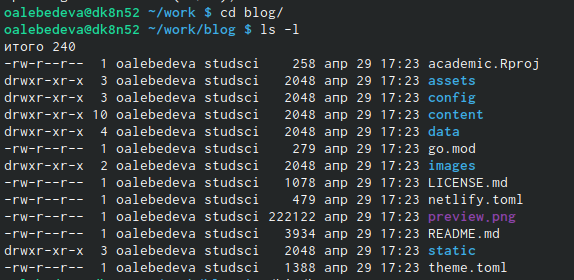 oalebedeva@dk8n52 ~/work $ cd blog/
oalebedeva@dk8n52 ~/work/blog $ ls -l
итого 240
-rw-r--r-- 1 oalebedeva studsci 258 апр 29 17:23 academic.Rproj
drwxr-xr-x 3 oalebedeva studsci 2048 апр 29 17:23 assets
drwxr-xr-x 3 oalebedeva studsci 2048 апр 29 17:23 config
drwxr-xr-x 10 oalebedeva studsci 2048 апр 29 17:23 content
drwxr-xr-x 4 oalebedeva studsci 2048 апр 29 17:23 data
-rw-r--r-- 1 oalebedeva studsci 279 апр 29 17:23 go.mod
drwxr-xr-x 2 oalebedeva studsci 2048 апр 29 17:23 images
-rw-r--r-- 1 oalebedeva studsci 1078 апр 29 17:23 LICENSE.md
-rw-r--r-- 1 oalebedeva studsci 479 апр 29 17:23 netlify.toml
-rw-r--r-- 1 oalebedeva studsci 222122 апр 29 17:23 preview.png
-rw-r--r-- 1 oalebedeva studsci 3934 апр 29 17:23 README.md
drwxr-xr-x 3 oalebedeva studsci 2048 апр 29 17:23 static
-rw-r--r-- 1 oalebedeva studsci 1388 апр 29 17:23 theme.toml